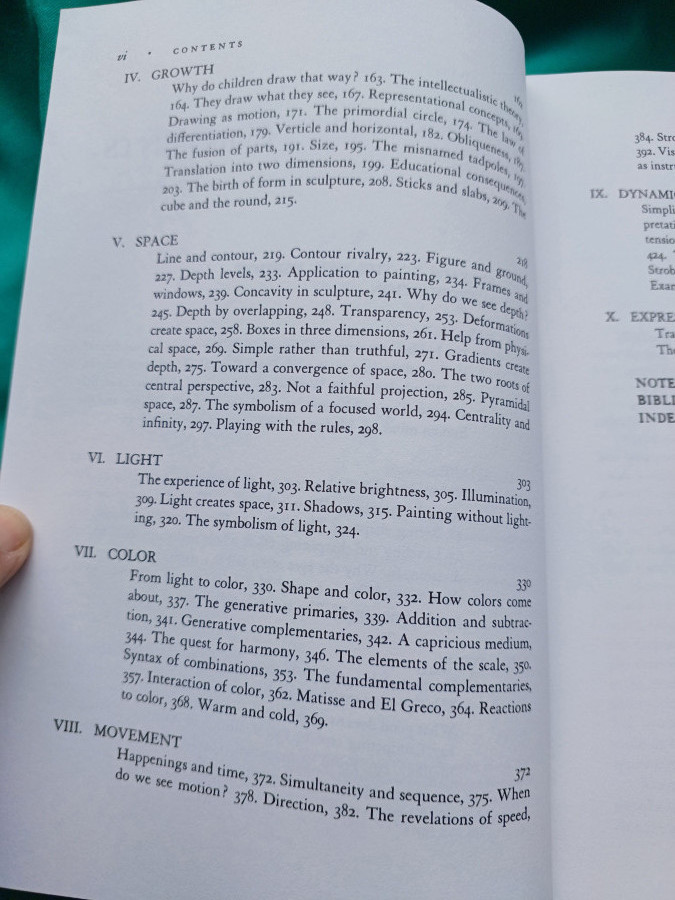 vi · CONTENTS
IV. GROWTH 163
Why do children draw that way? 163. The intellectualistic theory,
164. They draw what they see, 167. Representational concepts, 169.
Drawing as motion, 171. The primordial circle, 174. The law of
differentiation, 179. Verticle and horizontal, 182. Obliqueness, 187.
The fusion of parts, 191. Size, 195. The misnamed tadpoles, 197.
Translation into two dimensions, 199. Educational consequences,
203. The birth of form in sculpture, 208. Sticks and slabs, 209. The
cube and the round, 215.
V. SPACE 218
Line and contour, 219. Contour rivalry, 223. Figure and ground,
227. Depth levels, 233. Application to painting, 234. Frames and
windows, 239. Concavity in sculpture, 241. Why do we see depth?
245. Depth by overlapping, 248. Transparency, 253. Deformations
create space, 258. Boxes in three dimensions, 261. Help from physi-
cal space, 269. Simple rather than truthful, 271. Gradients create
depth, 275. Toward a convergence of space, 280. The two roots of
central perspective, 283. Not a faithful projection, 285. Pyramidal
space, 287. The symbolism of a focused world, 294. Centrality and
infinity, 297. Playing with the rules, 298.
VI. LIGHT 303
The experience of light, 303. Relative brightness, 305. Illumination,
309. Light creates space, 311. Shadows, 315. Painting without light-
ing, 320. The symbolism of light, 324.
VII. COLOR 330
From light to color, 330. Shape and color, 332. How colors come
about, 337. The generative primaries, 339. Addition and subtrac-
tion, 341. Generative complementaries, 342. A capricious medium,
344. The quest for harmony, 346. The elements of the scale, 350.
Syntax of combinations, 353. The fundamental complementaries,
357. Interaction of color, 362. Matisse and El Greco, 364. Reactions
to color, 368. Warm and cold, 369.
VIII. MOVEMENT 372
Happenings and time, 372. Simultaneity and sequence, 375. When
do we see motion? 378. Direction, 382. The revelations of speed,
384. Stro
392. Vis
as instr
IX. DYNAMI
Simpli
pretati
tensio
424.
Strob
Exar
X. EXPRE
Tra
The
NOTE
BIBLI
INDE